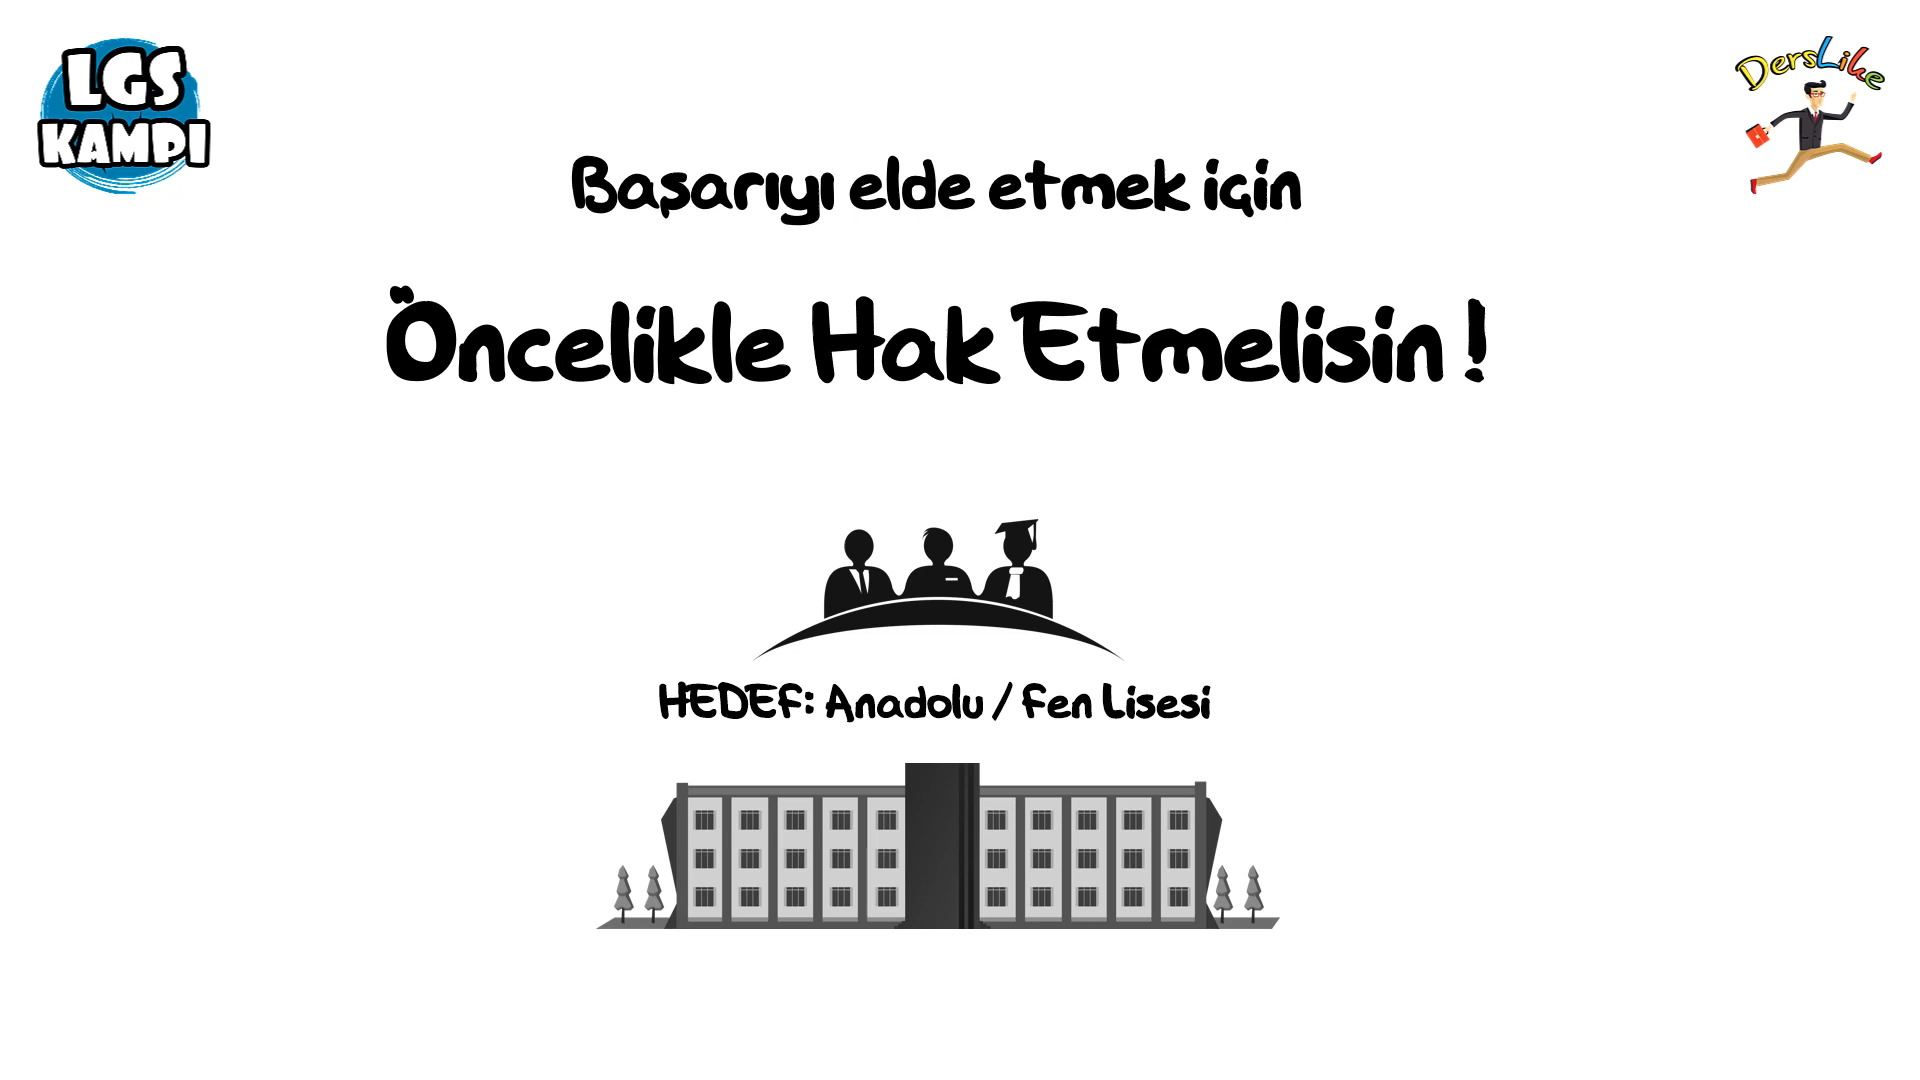 LGS
KAMPI
DersLike
Başarıyı elde etmek için
Öncelikle Hak Etmelisin !
HEDEF: Anadolu / Fen Lisesi